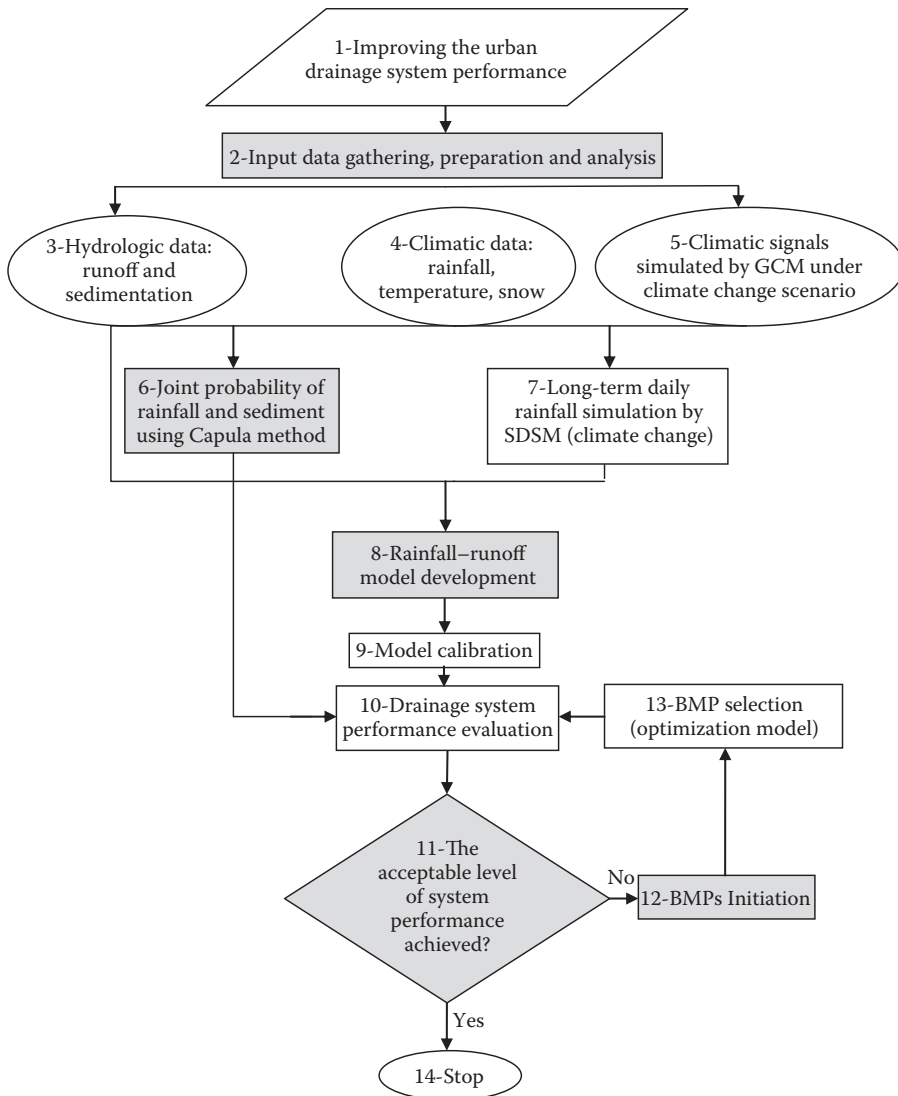 1-Improving the urban
drainage system performance
2-Input data gathering, preparation and analysis
3-Hydrologic data:
runoff and
sedimentation
4-Climatic data:
rainfall,
temperature, snow
5-Climatic signals
simulated by GCM under
climate change scenario
6-Joint probability of
rainfall and sediment
using Capula method
7-Long-term daily
rainfall simulation by
SDSM (climate change)
8-Rainfall–runoff
model development
9-Model calibration
10-Drainage system
performance evaluation
13-BMP selection
(optimization model)
11-The
acceptable level
of system
performance
achieved?
No
12-BMPs Initiation
Yes
14-Stop